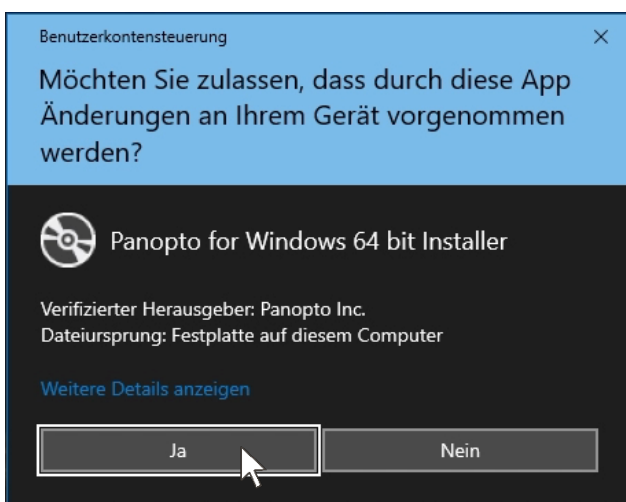 Benutzerkontensteuerung
Möchten Sie zulassen, dass durch diese App
Änderungen an Ihrem Gerät vorgenommen
werden?
Panopto for Windows 64 bit Installer
Verifizierter Herausgeber: Panopto Inc.
Dateiursprung: Festplatte auf diesem Computer
Weitere Details anzeigen
Ja
Nein